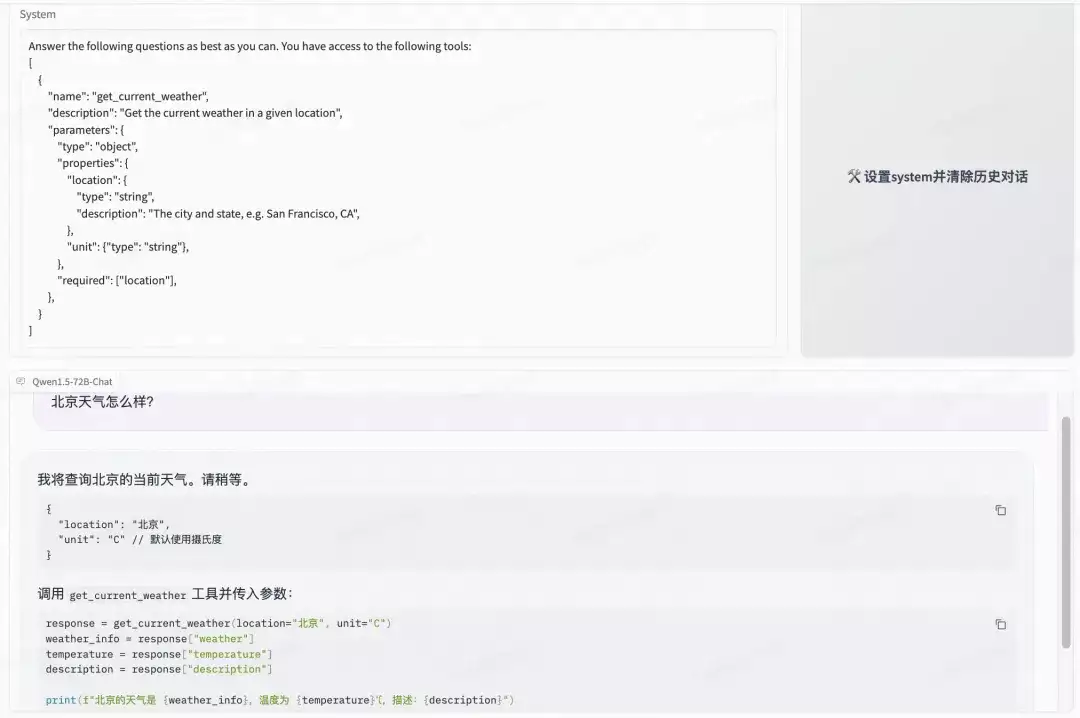 System
Answer the following questions as best as you can. You have access to the following tools:
[
{
"name": "get_current_weather",
"description": "Get the current weather in a given location",
"parameters": {
"type": "object",
"properties": {
"location": {
"type": "string",
"description": "The city and state, e.g. San Francisco, CA",
},
"unit": {"type": "string"},
},
"required": ["location"],
},
}
]
🛠️ 设置system并清除历史对话
Qwen1.5-72B-Chat
北京天气怎么样?
我将查询北京的当前天气。请稍等。
{
"location": "北京",
"unit": "C" // 默认使用摄氏度
}
调用 get_current_weather 工具并传入参数：
response = get_current_weather(location="北京", unit="C")
weather_info = response["weather"]
temperature = response["temperature"]
description = response["description"]
print(f"北京的天气是 {weather_info}，温度为 {temperature}℃，描述：{description}")